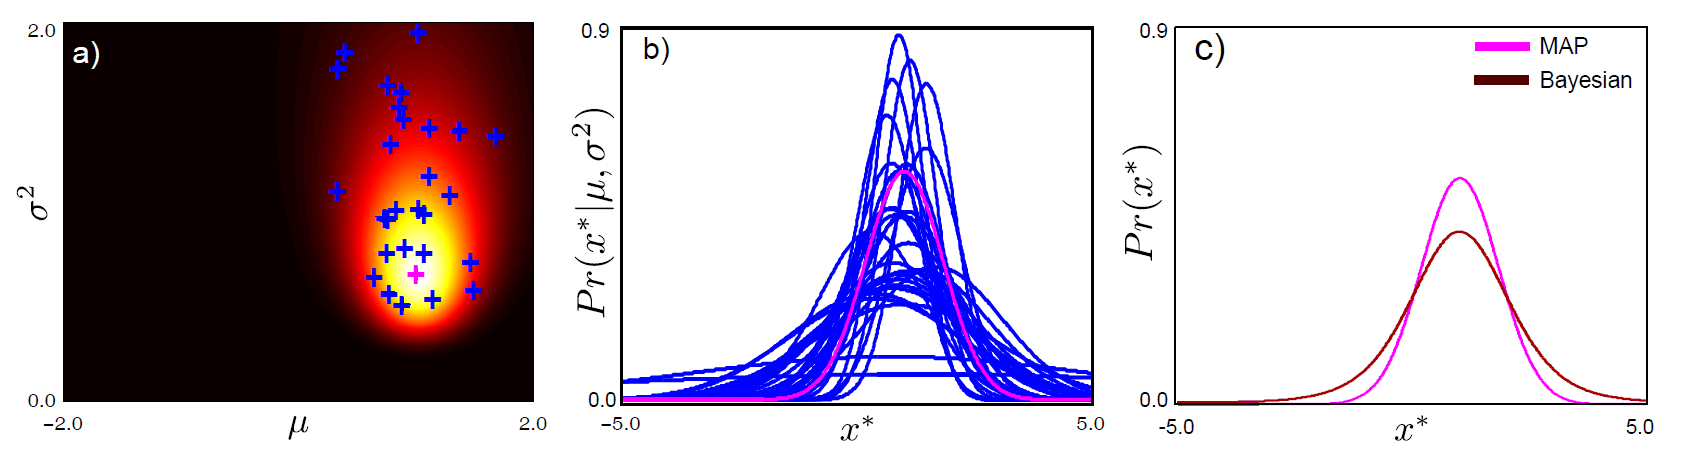 a)
2.0
σ²
0.0
-2.0
μ
2.0
b)
0.9
Pr(x*|μ, σ²)
0.0
-5.0
x*
5.0
c)
0.9
MAP
Bayesian
Pr(x*)
0.0
-5.0
x*
5.0